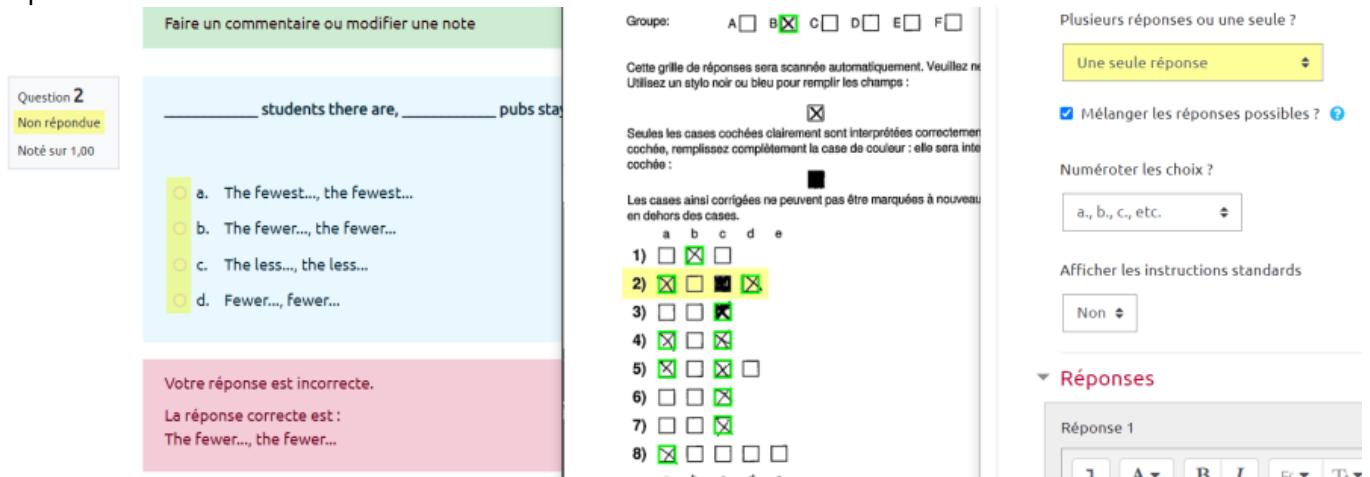 Faire un commentaire ou modifier une note
Question 2
Non répondue
Noté sur 1,00
____________ students there are, ____________ pubs stay
a. The fewest..., the fewest...
b. The fewer..., the fewer...
c. The less..., the less...
d. Fewer..., fewer...
Votre réponse est incorrecte.
La réponse correcte est :
The fewer..., the fewer...
Groupe: A B C D E F
Cette grille de réponses sera scannée automatiquement. Veuillez ne
Utilisez un stylo noir ou bleu pour remplir les champs :
Seules les cases cochées clairement sont interprétées correctemen
cochée, remplissez complètement la case de couleur : elle sera inte
cochée :
Les cases ainsi corrigées ne peuvent pas être marquées à nouveau
en dehors des cases.
a b c d e
1)
2)
3)
4)
5)
6)
7)
8)
Plusieurs réponses ou une seule ?
Une seule réponse
Mélanger les réponses possibles ?
Numéroter les choix ?
a., b., c., etc.
Afficher les instructions standards
Non
Réponses
Réponse 1
A B I